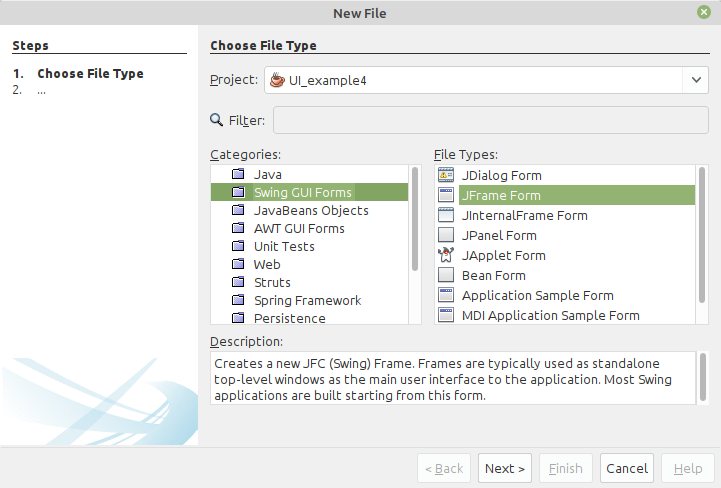 New File
Steps
1. Choose File Type
2. ...
Choose File Type
Project: UI_example4
Filter:
Categories:
Java
Swing GUI Forms
JavaBeans Objects
AWT GUI Forms
Unit Tests
Web
Struts
Spring Framework
Persistence
File Types:
JDialog Form
JFrame Form
JInternalFrame Form
JPanel Form
JApplet Form
Bean Form
Application Sample Form
MDI Application Sample Form
Description:
Creates a new JFC (Swing) Frame. Frames are typically used as standalone
top-level windows as the main user interface to the application. Most Swing
applications are built starting from this form.
< Back Next > Finish Cancel Help